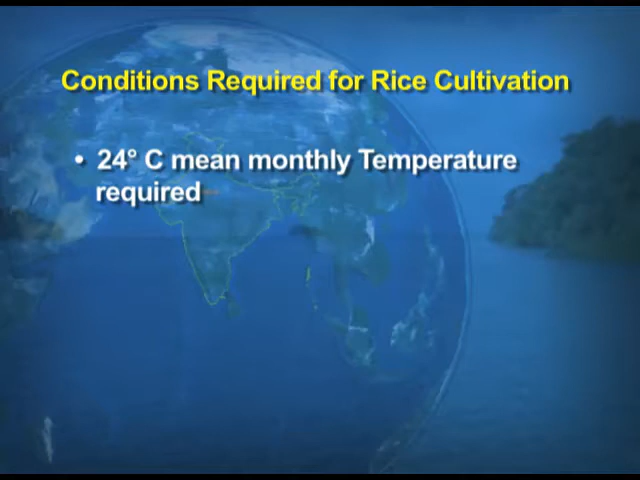 Conditions Required for Rice Cultivation
• 24° C mean monthly Temperature
required